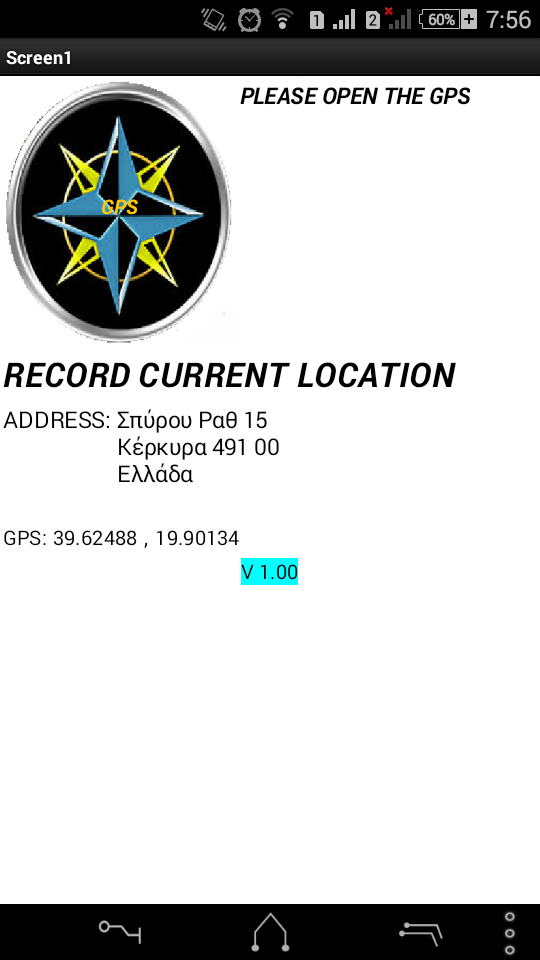 1 2 60% 7:56
Screen1
PLEASE OPEN THE GPS
GPS
RECORD CURRENT LOCATION
ADDRESS: Σπύρου Ραθ 15
Κέρκυρα 491 00
Ελλάδα
GPS: 39.62488 , 19.90134
V 1.00